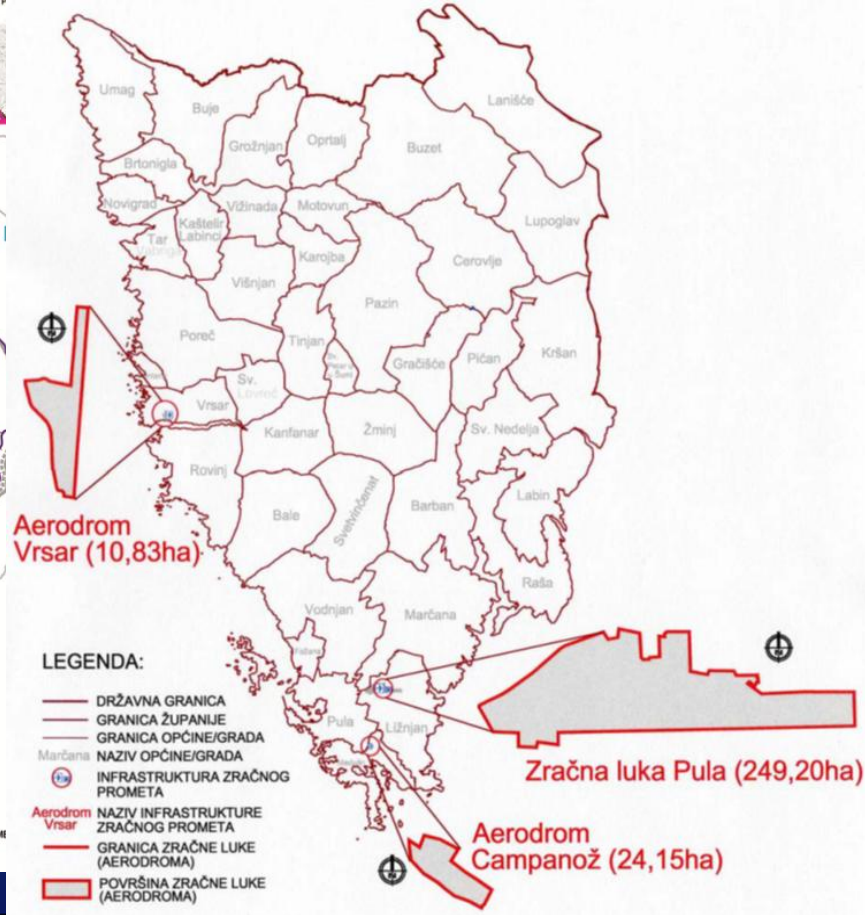 Umag
Buje
Grožnjan
Oprtalj
Buzet
Lanišće
Brtonigla
Novigrad
Tar
Vabriga
Kaštelir
Labinci
Vižinada
Motovun
Karojba
Višnjan
Cerovlje
Lupoglav
Pazin
Poreč
Tinjan
Gračišće
Pićan
Kršan
Vrsar
Sv.
Lovreč
Kanfanar
Žminj
Sv. Nedelja
Rovinj
Bale
Svetvinčenat
Barban
Labin
Raša
Aerodrom
Vrsar (10,83ha)
Vodnjan
Marčana
Fažana
Pula
Ližnjan
Zračna luka Pula (249,20ha)
Aerodrom
Campanož (24,15ha)
LEGENDA:
DRŽAVNA GRANICA
GRANICA ŽUPANIJE
GRANICA OPĆINE/GRADA
Marčana NAZIV OPĆINE/GRADA
INFRASTRUKTURA ZRAČNOG
PROMETA
Aerodrom
Vrsar
NAZIV INFRASTRUKTURE
ZRAČNOG PROMETA
GRANICA ZRAČNE LUKE
(AERODROMA)
POVRŠINA ZRAČNE LUKE
(AERODROMA)